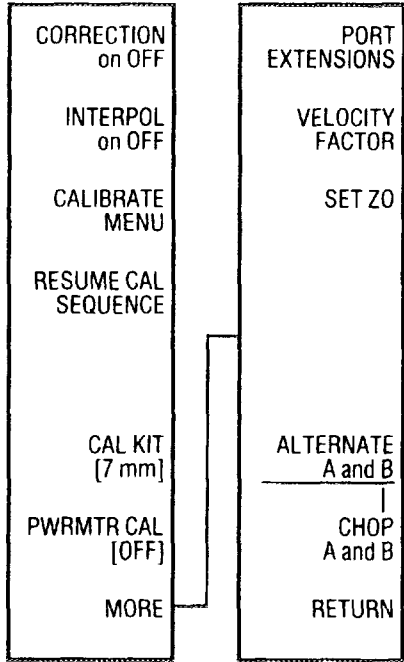 CORRECTION
on OFF
INTERPOL
on OFF
CALIBRATE
MENU
RESUME CAL
SEQUENCE
CAL KIT
[7 mm]
PWRMTR CAL
[OFF]
MORE
PORT
EXTENSIONS
VELOCITY
FACTOR
SET ZO
ALTERNATE
A and B
CHOP
A and B
RETURN